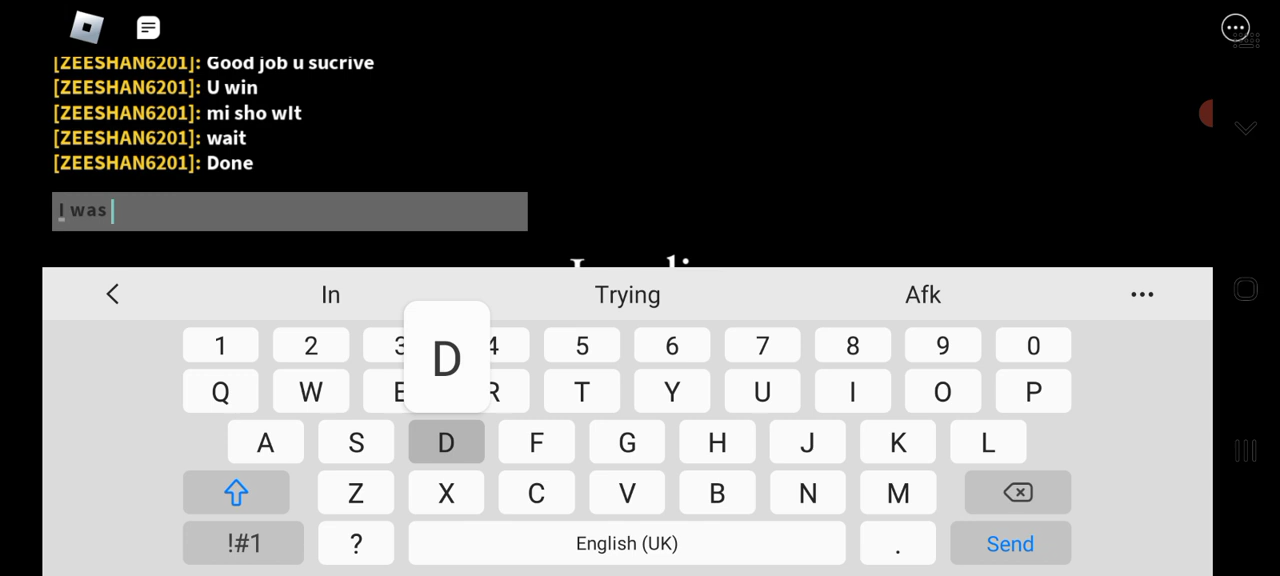 [ZEESHAN6201]: Good job u sucrive
[ZEESHAN6201]: U win
[ZEESHAN6201]: mi sho wIt
[ZEESHAN6201]: wait
[ZEESHAN6201]: Done
I was
In Trying Afk
1 2 3 4 5 6 7 8 9 0
D
Q W E R T Y U I O P
A S D F G H J K L
Z X C V B N M
!#1 ? English (UK) . Send